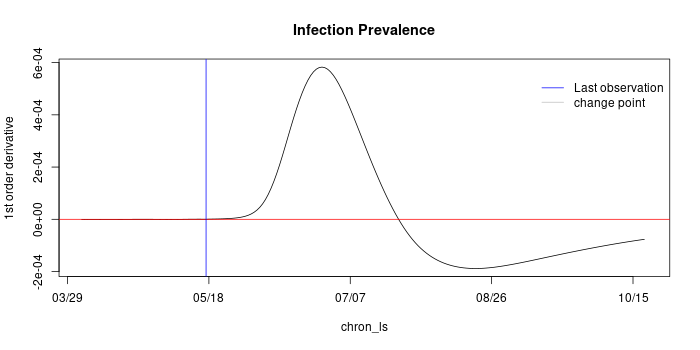 Infection Prevalence
1st order derivative
6e-04
4e-04
2e-04
0e+00
-2e-04
Last observation
change point
03/29 05/18 07/07 08/26 10/15
chron_ls